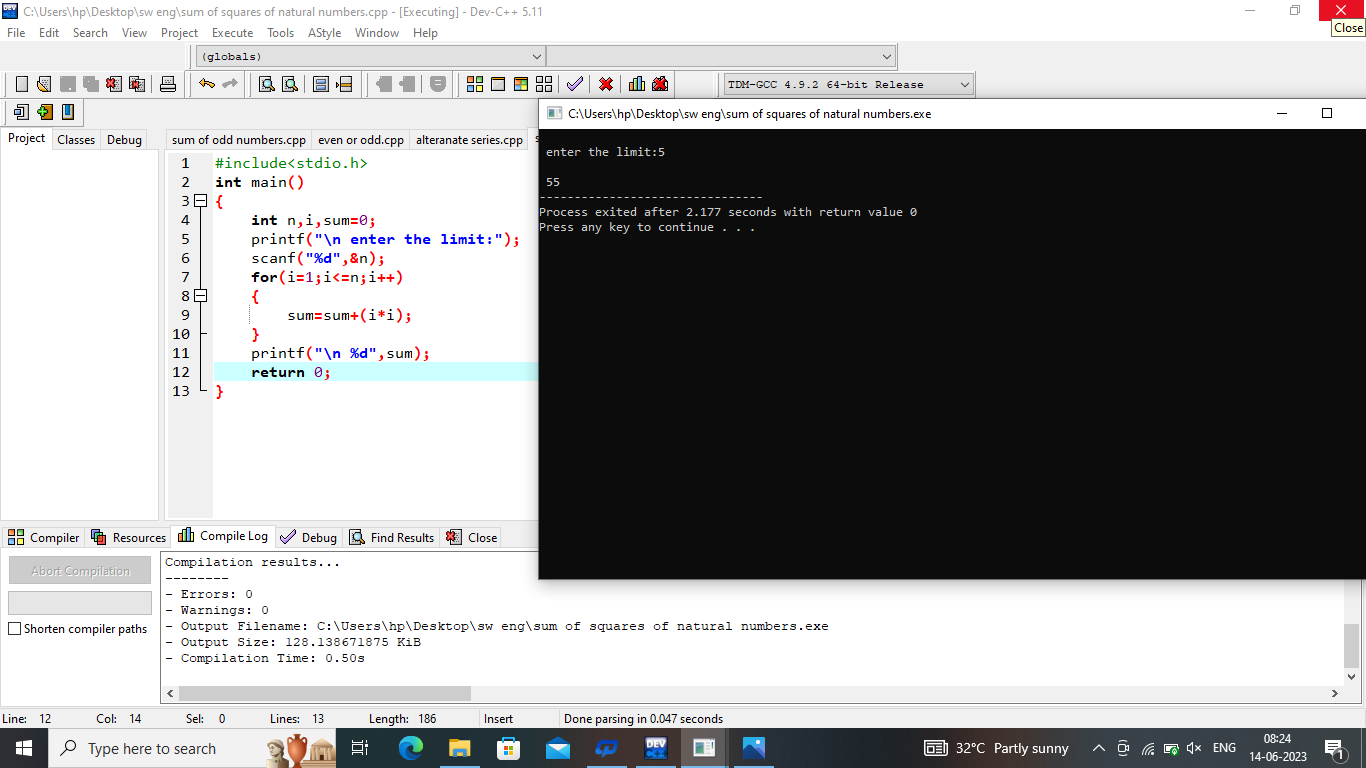 C:\Users\hp\Desktop\sw eng\sum of squares of natural numbers.cpp - [Executing] - Dev-C++ 5.11
Close
File Edit Search View Project Execute Tools AStyle Window Help
(globals)
TDM-GCC 4.9.2 64-bit Release
Project Classes Debug
sum of odd numbers.cpp even or odd.cpp alteranate series.cpp
1 #include<stdio.h>
2 int main()
3 {
4 int n,i,sum=0;
5 printf("\n enter the limit:");
6 scanf("%d",&n);
7 for(i=1;i<=n;i++)
8 {
9 sum=sum+(i*i);
10 }
11 printf("\n %d",sum);
12 return 0;
13 }
C:\Users\hp\Desktop\sw eng\sum of squares of natural numbers.exe
enter the limit:5
55
--------------------------------
Process exited after 2.177 seconds with return value 0
Press any key to continue . . .
Compiler Resources Compile Log Debug Find Results Close
Abort Compilation
Shorten compiler paths
Compilation results...
--------
- Errors: 0
- Warnings: 0
- Output Filename: C:\Users\hp\Desktop\sw eng\sum of squares of natural numbers.exe
- Output Size: 128.138671875 KiB
- Compilation Time: 0.50s
Line: 12 Col: 14 Sel: 0 Lines: 13 Length: 186 Insert Done parsing in 0.047 seconds
Type here to search
DEV
32°C Partly sunny
ENG
08:24
14-06-2023
1